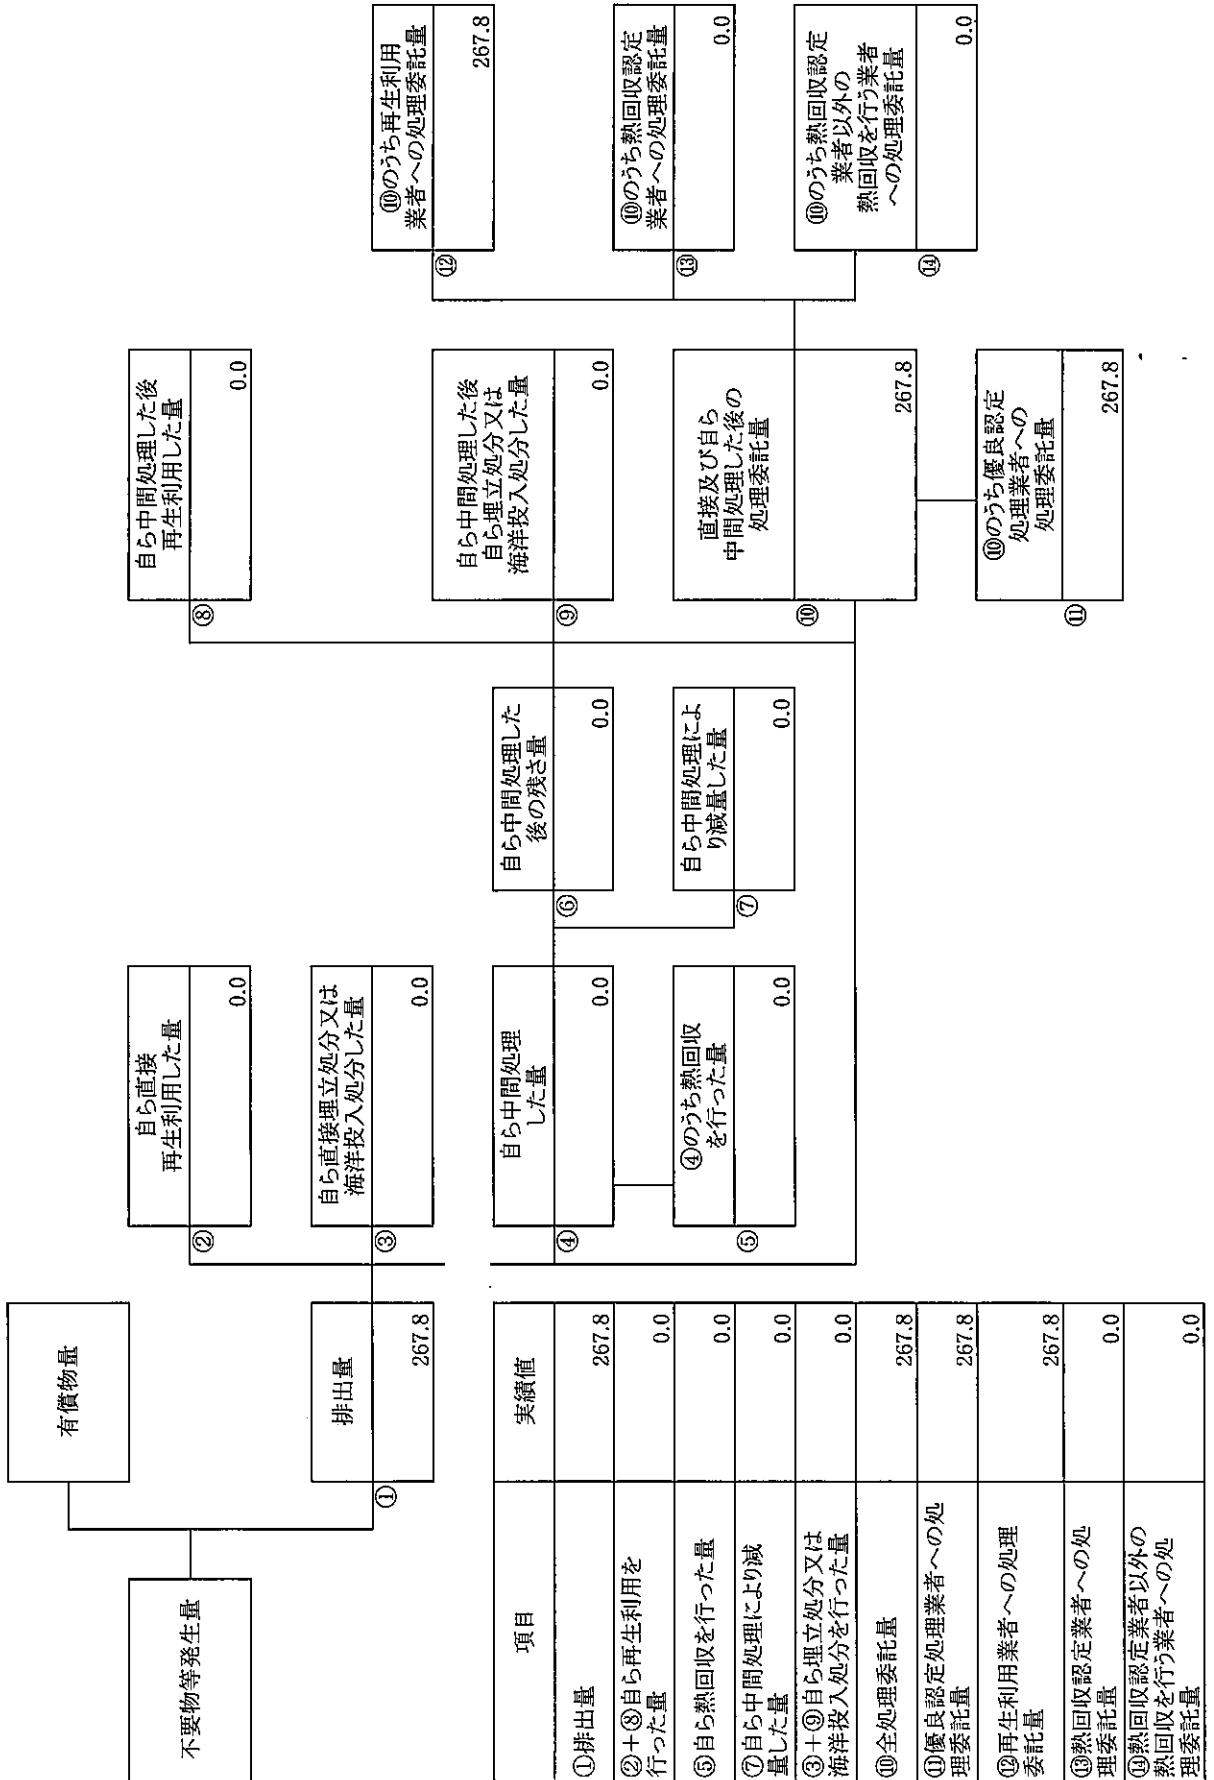 不要物等発生量
有償物量
排出量
①
267.8
自ら直接
再生利用した量
②
0.0
自ら直接埋立処分又は
海洋投入処分した量
③
0.0
自ら中間処理
した量
④
0.0
④のうち熱回収
を行った量
⑤
0.0
自ら中間処理した
後の残さ量
⑥
0.0
自ら中間処理によ
り減量した量
⑦
0.0
自ら中間処理した後
再生利用した量
⑧
0.0
自ら中間処理した後
自ら埋立処分又は
海洋投入処分した量
⑨
0.0
直接及び自ら
中間処理した後の
処理委託量
⑩
267.8
⑩のうち優良認定
処理業者への
処理委託量
⑪
267.8
⑩のうち再生利用
業者への処理委託量
⑫
267.8
⑩のうち熱回収認定
業者への処理委託量
⑬
0.0
⑩のうち熱回収認定
業者以外の
熱回収を行う業者
への処理委託量
⑭
0.0
項目 実績値
①排出量 267.8
②+⑧自ら再生利用を
行った量 0.0
⑤自ら熱回収を行った量 0.0
⑦自ら中間処理により減
量した量 0.0
③+⑨自ら埋立処分又は
海洋投入処分を行った量 0.0
⑩全処理委託量 267.8
⑪優良認定処理業者への処
理委託量 267.8
⑫再生利用業者への処理
委託量 267.8
⑬熱回収認定業者への処
理委託量 0.0
⑭熱回収認定業者以外の
熱回収を行う業者への処
理委託量 0.0